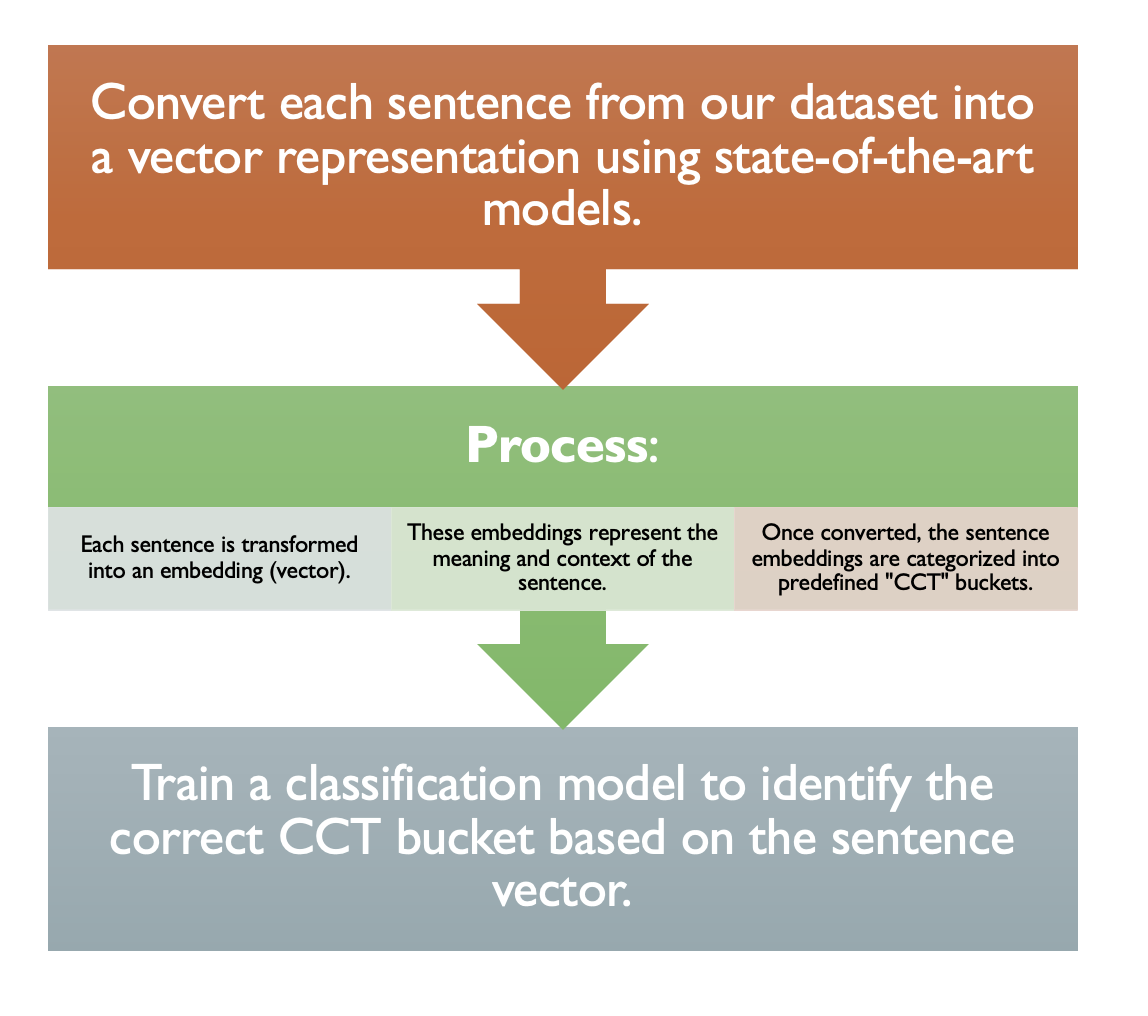 Convert each sentence from our dataset into
a vector representation using state-of-the-art
models.
Process:
Each sentence is transformed
into an embedding (vector).
These embeddings represent the
meaning and context of the
sentence.
Once converted, the sentence
embeddings are categorized into
predefined "CCT" buckets.
Train a classification model to identify the
correct CCT bucket based on the sentence
vector.